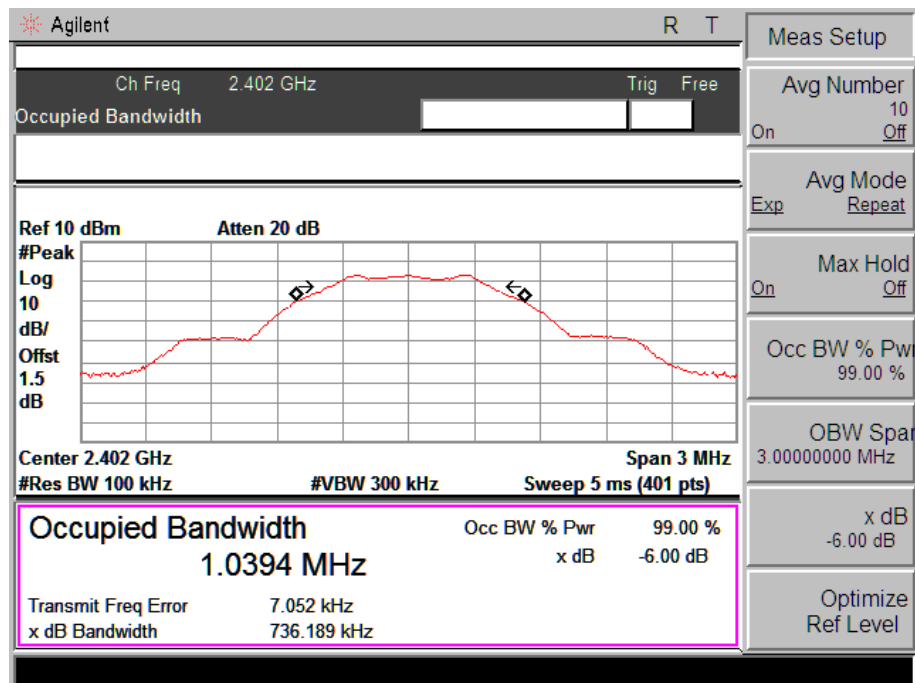 Agilent R T
Ch Freq 2.402 GHz Trig Free
Occupied Bandwidth
Ref 10 dBm Atten 20 dB
#Peak
Log
10
dB/
Offst
1.5
dB
Center 2.402 GHz Span 3 MHz
#Res BW 100 kHz #VBW 300 kHz Sweep 5 ms (401 pts)
Occupied Bandwidth Occ BW % Pwr 99.00 %
1.0394 MHz x dB -6.00 dB
Transmit Freq Error 7.052 kHz
x dB Bandwidth 736.189 kHz
Meas Setup
Avg Number
10
On Off
Avg Mode
Exp Repeat
Max Hold
On Off
Occ BW % Pwr
99.00 %
OBW Spar
3.00000000 MHz
x dB
-6.00 dB
Optimize
Ref Level